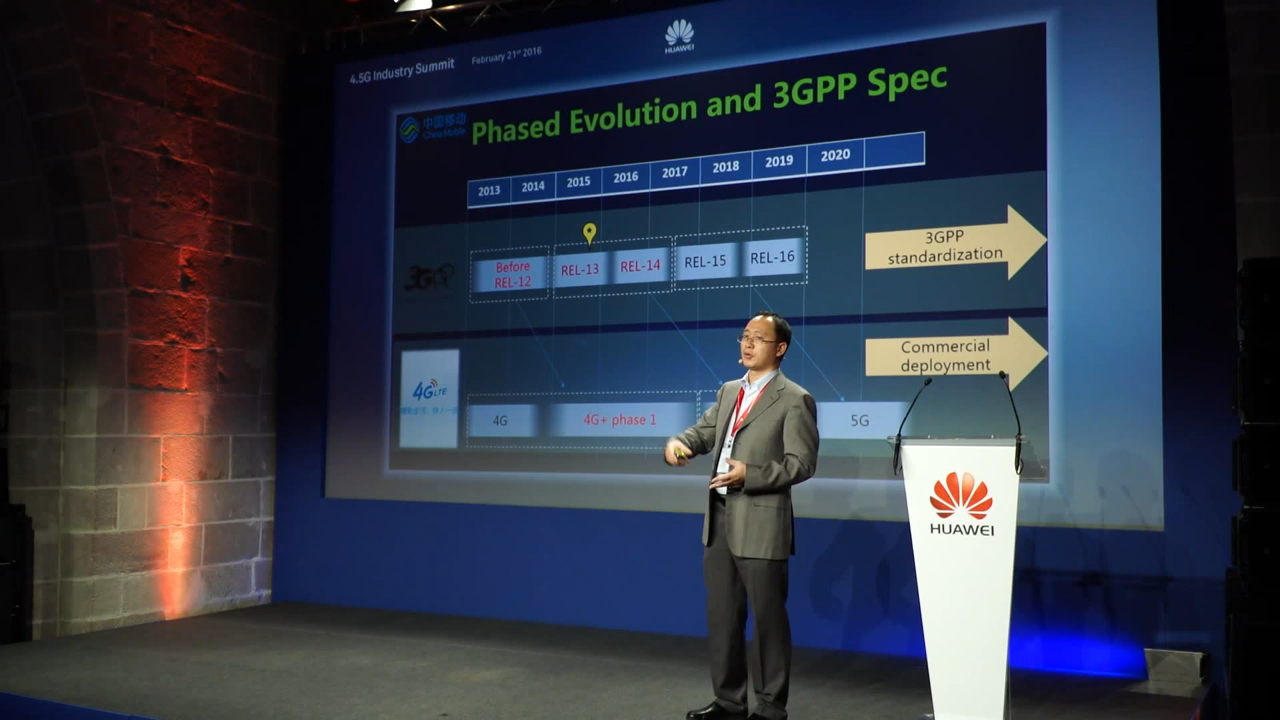 4.5G Industry Summit
February 21st 2016
HUAWEI
中国移动
China Mobile
Phased Evolution and 3GPP Spec
2013 2014 2015 2016 2017 2018 2019 2020
3GPP
Before
REL-12
REL-13
REL-14
REL-15
REL-16
3GPP
standardization
4G LTE
4G
4G+ phase 1
5G
Commercial
deployment
HUAWEI